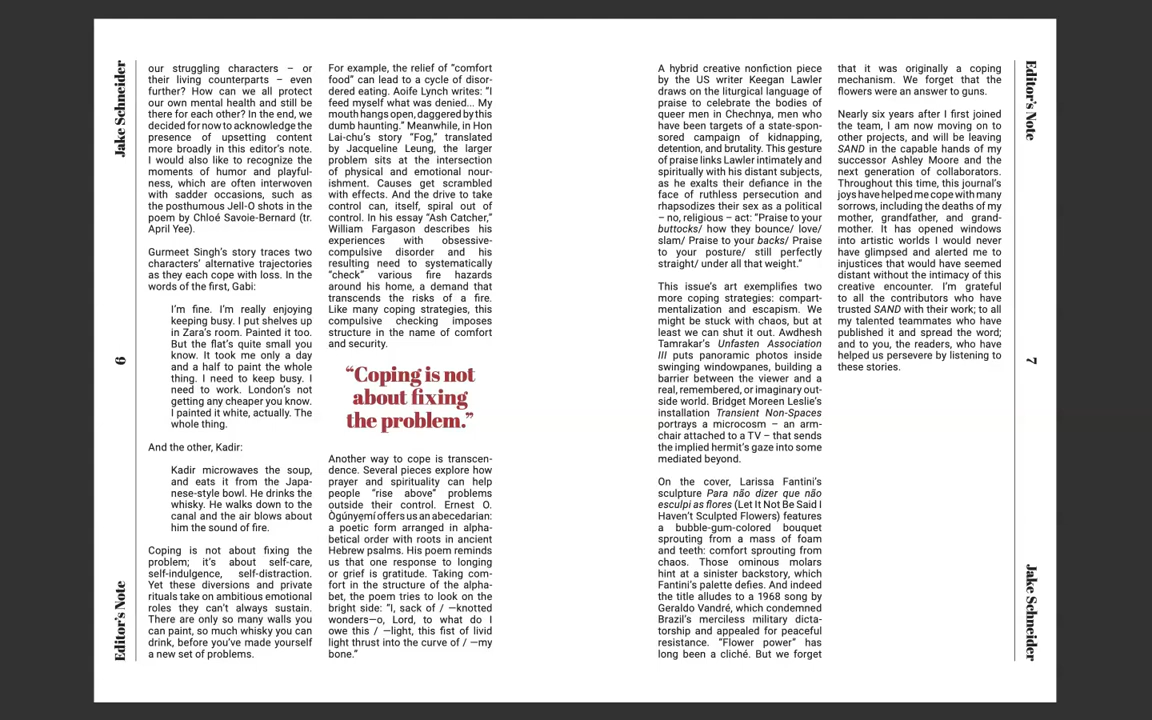 Jake Schneider
6
Editor's Note
our struggling characters – or
their living counterparts – even
further? How can we all protect
our own mental health and still be
there for each other? In the end, we
decided for now to acknowledge the
presence of upsetting content
more broadly in this editor's note.
I would also like to recognize the
moments of humor and playful-
ness, which are often interwoven
with sadder occasions, such as
the posthumous Jell-O shots in the
poem by Chloé Savoie-Bernard (tr.
April Yee).
Gurmeet Singh's story traces two
characters' alternative trajectories
as they each cope with loss. In the
words of the first, Gabi:
I'm fine. I'm really enjoying
keeping busy. I put shelves up
in Zara's room. Painted it too.
But the flat's quite small you
know. It took me only a day
and a half to paint the whole
thing. I need to keep busy. I
need to work. London's not
getting any cheaper you know.
I painted it white, actually. The
whole thing.
And the other, Kadir:
Kadir microwaves the soup,
and eats it from the Japa-
nese-style bowl. He drinks the
whisky. He walks down to the
canal and the air blows about
him the sound of fire.
Coping is not about fixing the
problem; it's about self-care,
self-indulgence, self-distraction.
Yet these diversions and private
rituals take on ambitious emotional
roles they can't always sustain.
There are only so many walls you
can paint, so much whisky you can
drink, before you've made yourself
a new set of problems.
For example, the relief of "comfort
food" can lead to a cycle of disor-
dered eating. Aoife Lynch writes: "I
feed myself what was denied... My
mouth hangs open, daggered by this
dumb haunting." Meanwhile, in Hon
Lai-chu's story "Fog," translated
by Jacqueline Leung, the larger
problem sits at the intersection
of physical and emotional nour-
ishment. Causes get scrambled
with effects. And the drive to take
control can, itself, spiral out of
control. In his essay "Ash Catcher,"
William Fargason describes his
experiences with obsessive-
compulsive disorder and his
resulting need to systematically
"check" various fire hazards
around his home, a demand that
transcends the risks of a fire.
Like many coping strategies, this
compulsive checking imposes
structure in the name of comfort
and security.
"Coping is not
about fixing
the problem."
Another way to cope is transcen-
dence. Several pieces explore how
prayer and spirituality can help
people "rise above" problems
outside their control. Ernest O.
Ògúnyẹmí offers us an abecedarian:
a poetic form arranged in alpha-
betical order with roots in ancient
Hebrew psalms. His poem reminds
us that one response to longing
or grief is gratitude. Taking com-
fort in the structure of the alpha-
bet, the poem tries to look on the
bright side: "I, sack of / —knotted
wonders—o, Lord, to what do I
owe this / —light, this fist of livid
light thrust into the curve of / —my
bone."
A hybrid creative nonfiction piece
by the US writer Keegan Lawler
draws on the liturgical language of
praise to celebrate the bodies of
queer men in Chechnya, men who
have been targets of a state-spon-
sored campaign of kidnapping,
detention, and brutality. This gesture
of praise links Lawler intimately and
spiritually with his distant subjects,
as he exalts their defiance in the
face of ruthless persecution and
rhapsodizes their sex as a political
– no, religious – act: "Praise to your
buttocks/ how they bounce/ love/
slam/ Praise to your backs/ Praise
to your posture/ still perfectly
straight/ under all that weight."
This issue's art exemplifies two
more coping strategies: compart-
mentalization and escapism. We
might be stuck with chaos, but at
least we can shut it out. Awdhesh
Tamrakar's Unfasten Association
III puts panoramic photos inside
swinging windowpanes, building a
barrier between the viewer and a
real, remembered, or imaginary out-
side world. Bridget Moreen Leslie's
installation Transient Non-Spaces
portrays a microcosm – an arm-
chair attached to a TV – that sends
the implied hermit's gaze into some
mediated beyond.
On the cover, Larissa Fantini's
sculpture Para não dizer que não
esculpi as flores (Let It Not Be Said I
Haven't Sculpted Flowers) features
a bubble-gum-colored bouquet
sprouting from a mass of foam
and teeth: comfort sprouting from
chaos. Those ominous molars
hint at a sinister backstory, which
Fantini's palette defies. And indeed
the title alludes to a 1968 song by
Geraldo Vandré, which condemned
Brazil's merciless military dicta-
torship and appealed for peaceful
resistance. "Flower power" has
long been a cliché. But we forget
that it was originally a coping
mechanism. We forget that the
flowers were an answer to guns.
Nearly six years after I first joined
the team, I am now moving on to
other projects, and will be leaving
SAND in the capable hands of my
successor Ashley Moore and the
next generation of collaborators.
Throughout this time, this journal's
joys have helped me cope with many
sorrows, including the deaths of my
mother, grandfather, and grand-
mother. It has opened windows
into artistic worlds I would never
have glimpsed and alerted me to
injustices that would have seemed
distant without the intimacy of this
creative encounter. I'm grateful
to all the contributors who have
trusted SAND with their work; to all
my talented teammates who have
published it and spread the word;
and to you, the readers, who have
helped us persevere by listening to
these stories.
Editor's Note
7
Jake Schneider